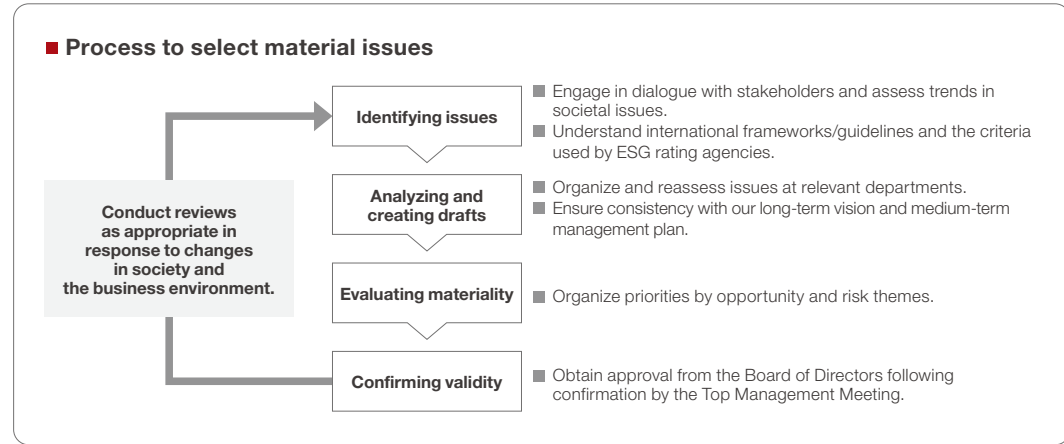 Process to select material issues
Identifying issues
Engage in dialogue with stakeholders and assess trends in
societal issues.
Understand international frameworks/guidelines and the criteria
used by ESG rating agencies.
Analyzing and
creating drafts
Organize and reassess issues at relevant departments.
Ensure consistency with our long-term vision and medium-term
management plan.
Conduct reviews
as appropriate in
response to changes
in society and
the business environment.
Evaluating materiality
Organize priorities by opportunity and risk themes.
Confirming validity
Obtain approval from the Board of Directors following
confirmation by the Top Management Meeting.